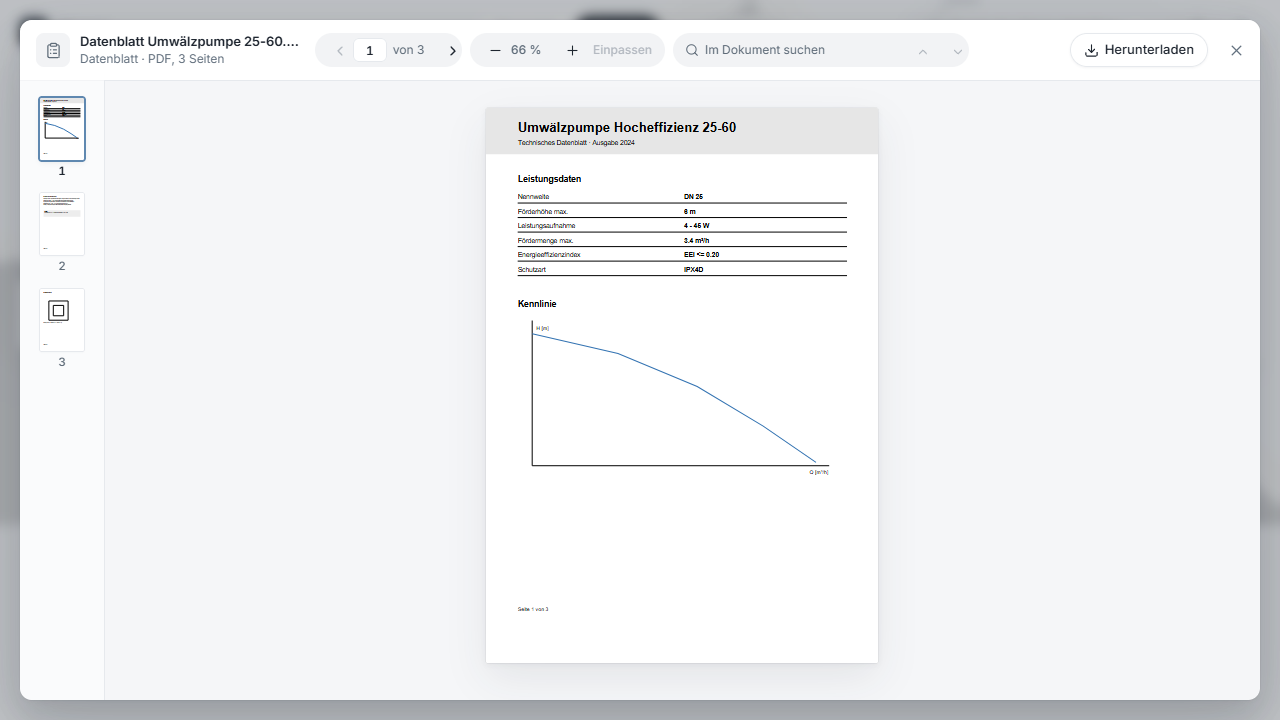 Datenblatt Umwälzpumpe 25-60....
Datenblatt · PDF, 3 Seiten
1 von 3
66 %
Einpassen
Im Dokument suchen
Herunterladen
1
2
3
Umwälzpumpe Hocheffizienz 25-60
Technisches Datenblatt · Ausgabe 2024
Leistungsdaten
Nennweite DN 25
Förderhöhe max. 6 m
Leistungsaufnahme 4 - 45 W
Fördermenge max. 3.4 m³/h
Energieeffizienzindex EEI <= 0.20
Schutzart IPX4D
Kennlinie
H [m]
Q [m³/h]
Seite 1 von 3